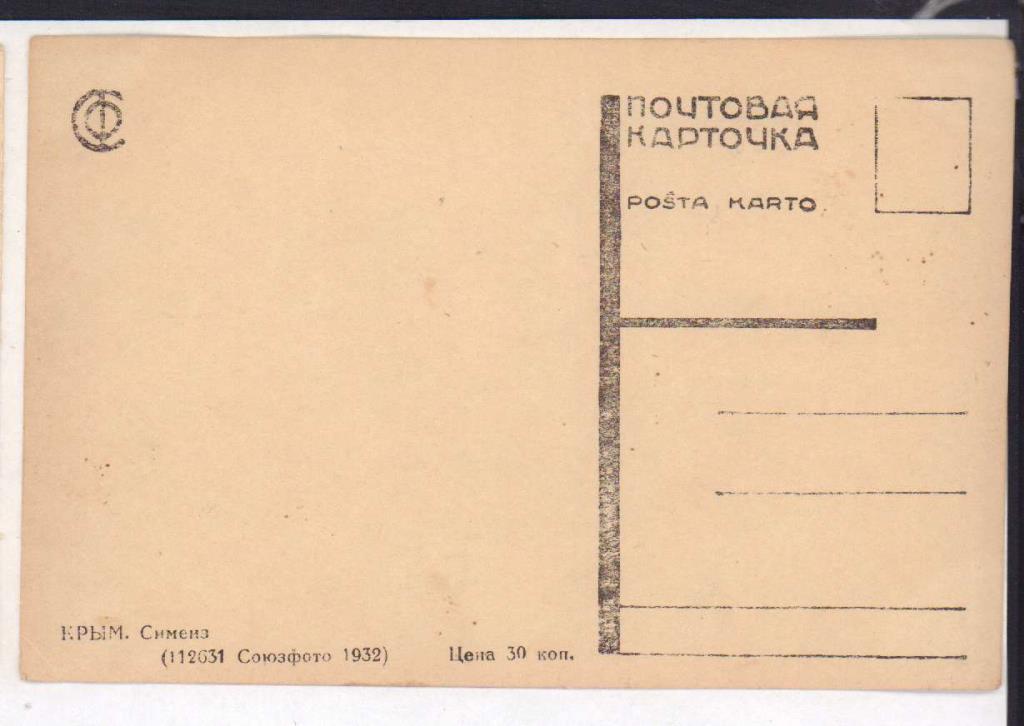 ПОЧТОВАЯ
КАРТОЧКА
POŜTA KARTO
КРЫМ. Симеиз
(112631 Союзфото 1932) Цена 30 коп.